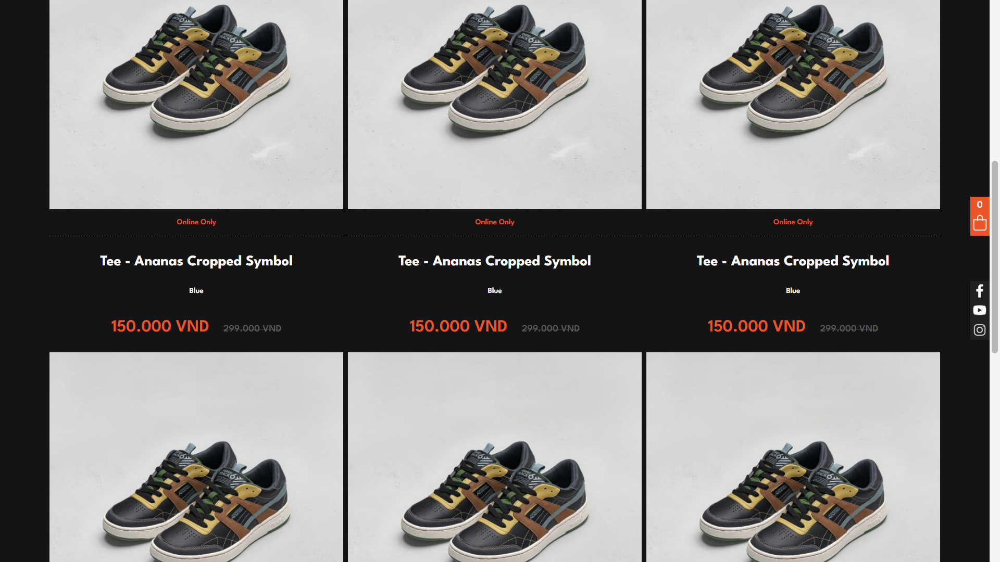 Online Only
Online Only
Online Only
0
Tee - Ananas Cropped Symbol
Tee - Ananas Cropped Symbol
Tee - Ananas Cropped Symbol
Blue
Blue
Blue
150.000 VND 299.000 VND
150.000 VND 299.000 VND
150.000 VND 299.000 VND